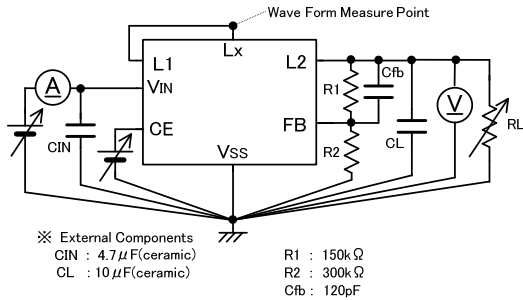 Wave Form Measure Point
Lx
L1
L2
A
VIN
Cfb
R1
V
CE
FB
CIN
CL
RL
R2
VSS
※ External Components
CIN : 4.7μF(ceramic)
CL : 10μF(ceramic)
R1 : 150kΩ
R2 : 300kΩ
Cfb : 120pF